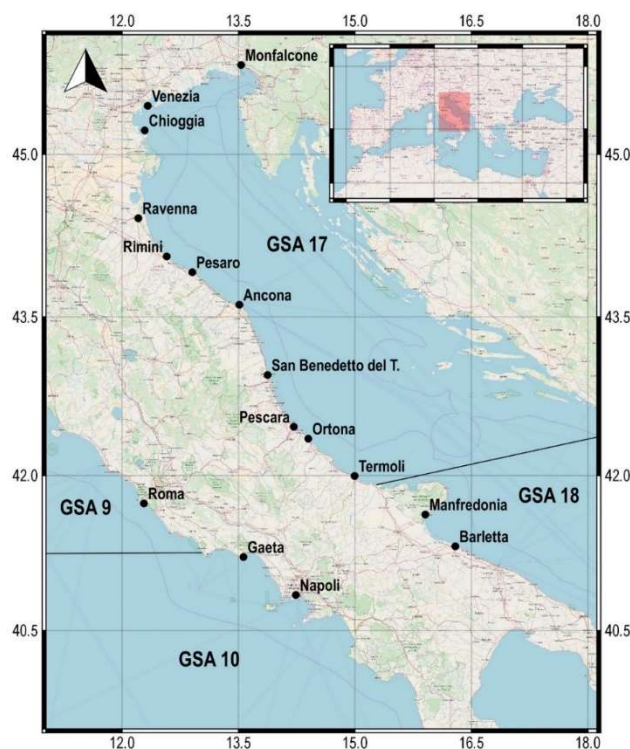 12.0 13.5 15.0 16.5 18.0
Monfalcone
Venezia
Chioggia
45.0 45.0
Ravenna
GSA 17
Rimini
Pesaro
Ancona
43.5 43.5
San Benedetto del T.
Pescara
Ortona
Termoli
42.0 42.0
GSA 9
Roma
GSA 18
Manfredonia
Barletta
Gaeta
Napoli
40.5 40.5
GSA 10
12.0 13.5 15.0 16.5 18.0